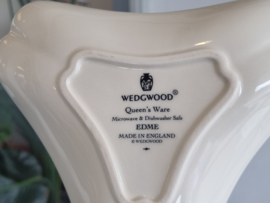 WEDGWOOD®
Queen's Ware
Microwave & Dishwasher Safe
EDME
MADE IN ENGLAND
© WEDGWOOD